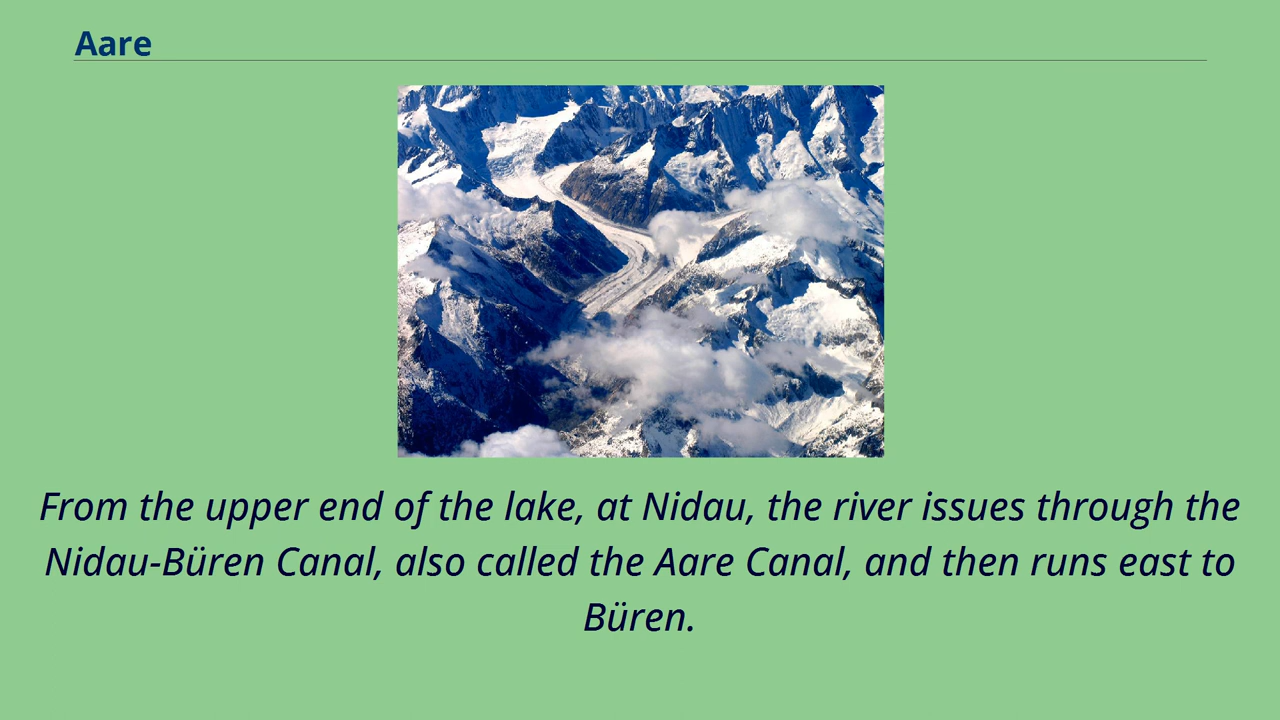 Aare
From the upper end of the lake, at Nidau, the river issues through the
Nidau-Büren Canal, also called the Aare Canal, and then runs east to
Büren.